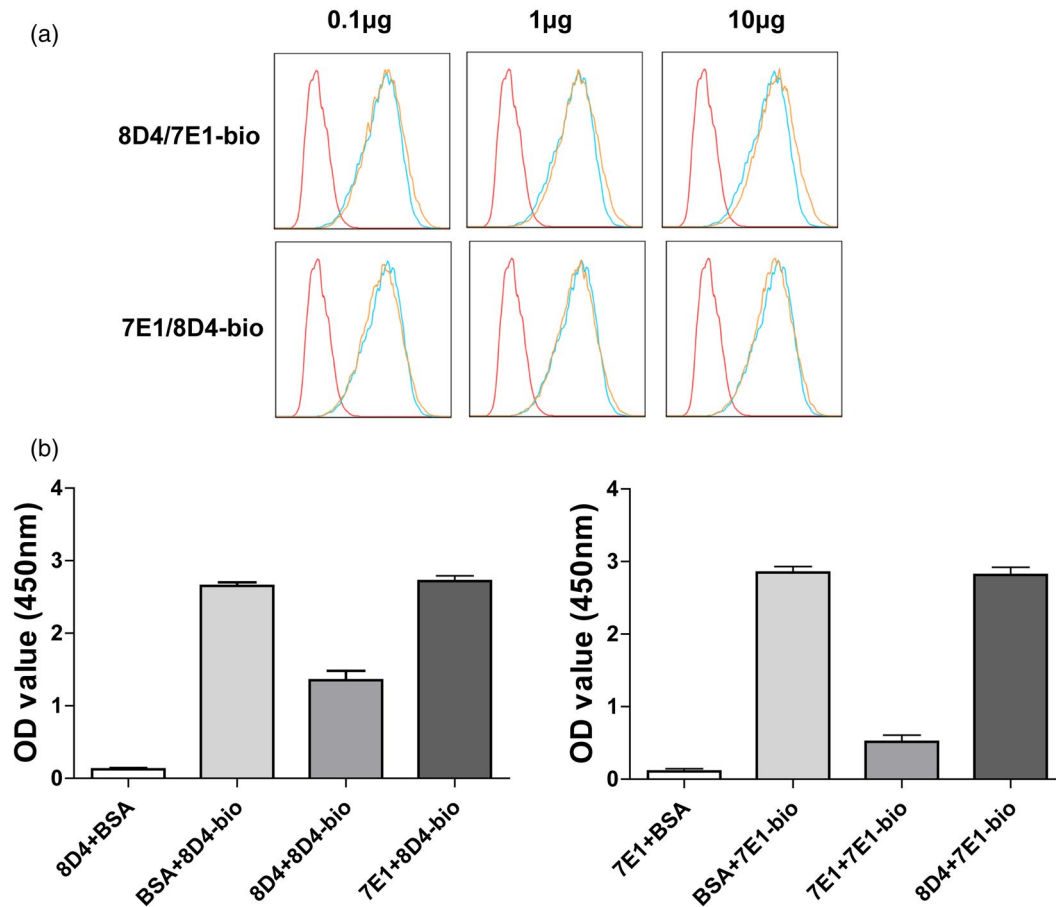 (a)
0.1μg 1μg 10μg
8D4/7E1-bio
7E1/8D4-bio
(b)
OD value (450nm)
4
3
2
1
0
8D4+BSA
BSA+8D4-bio
8D4+8D4-bio
7E1+8D4-bio
OD value (450nm)
4
3
2
1
0
7E1+BSA
BSA+7E1-bio
7E1+7E1-bio
8D4+7E1-bio